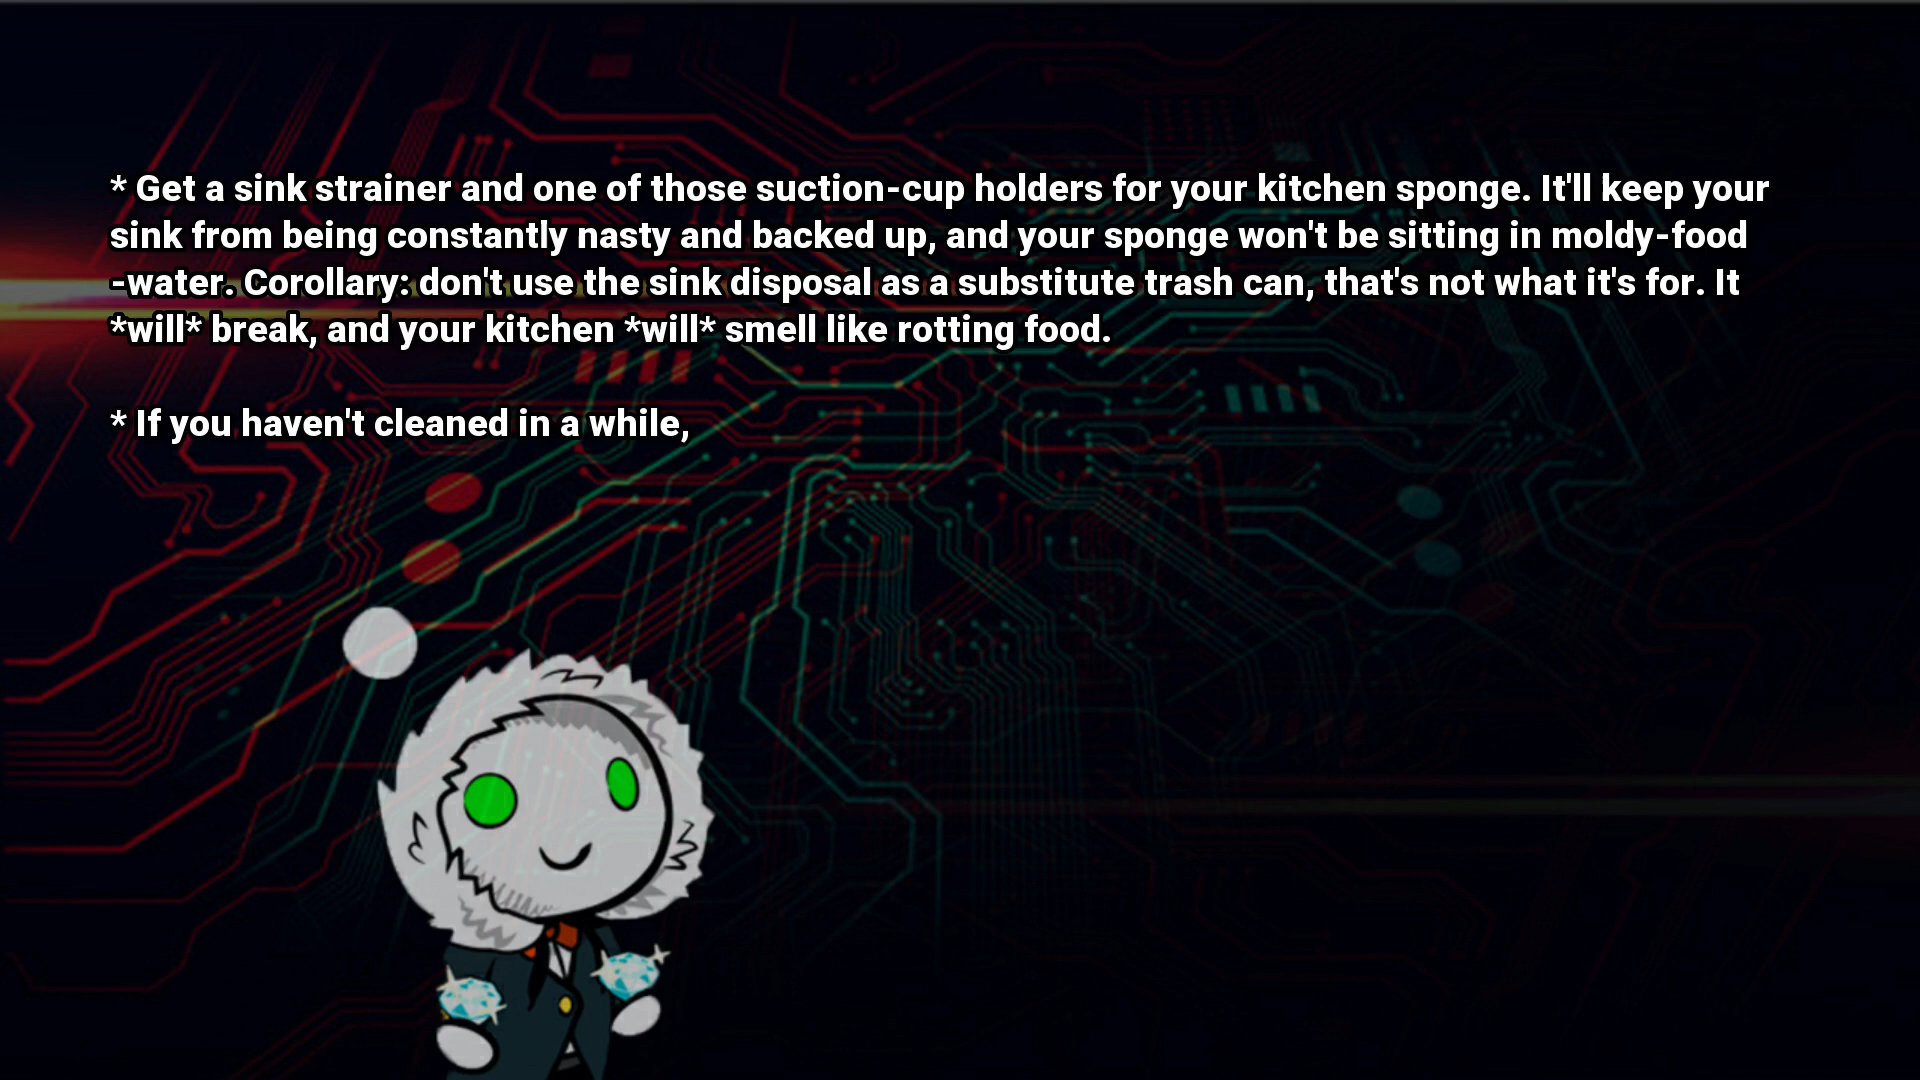 * Get a sink strainer and one of those suction-cup holders for your kitchen sponge. It'll keep your
sink from being constantly nasty and backed up, and your sponge won't be sitting in moldy-food
-water. Corollary: don't use the sink disposal as a substitute trash can, that's not what it's for. It
*will* break, and your kitchen *will* smell like rotting food.
* If you haven't cleaned in a while,